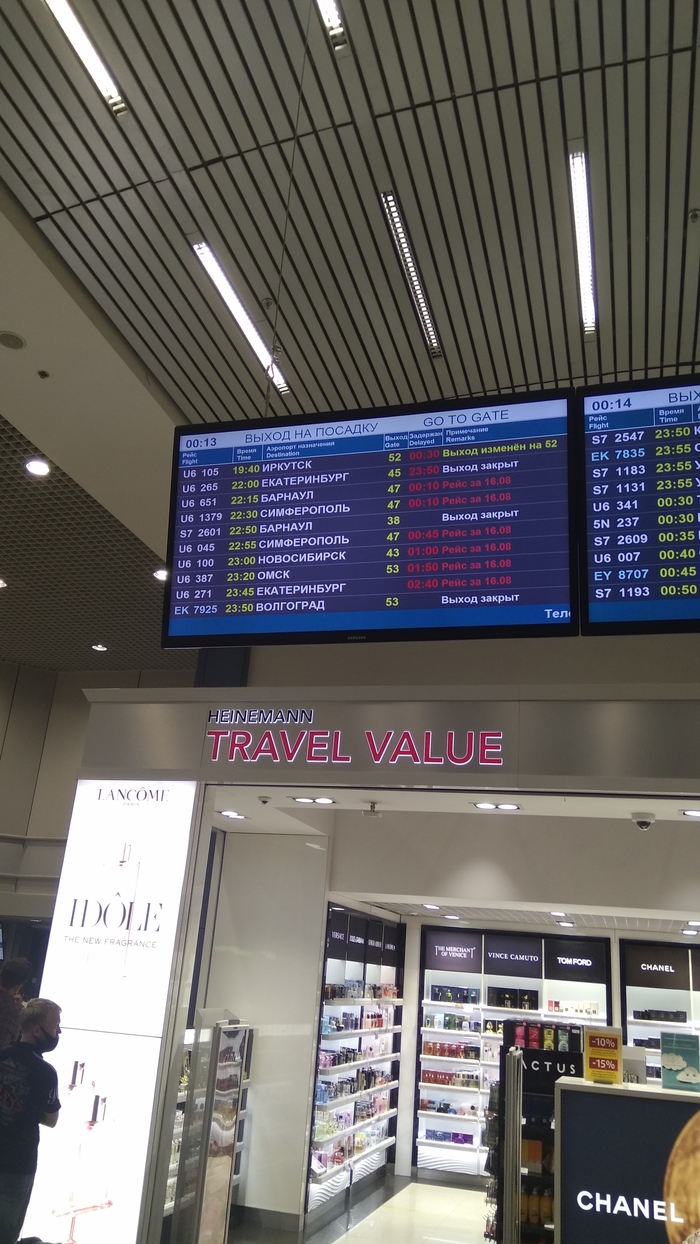 00:13 ВЫХОД НА ПОСАДКУ GO TO GATE
Рейс Flight Время Time Аэропорт назначения Destination Выход Gate Задержан Delayed Примечание Remarks
U6 105 19:40 ИРКУТСК 52 00:30 Выход изменён на 52
U6 265 22:00 ЕКАТЕРИНБУРГ 45 23:50 Выход закрыт
U6 651 22:15 БАРНАУЛ 47 00:10 Рейс за 16.08
U6 1379 22:30 СИМФЕРОПОЛЬ 47 00:10 Рейс за 16.08
S7 2601 22:50 БАРНАУЛ 38 Выход закрыт
U6 045 22:55 СИМФЕРОПОЛЬ 47 00:45 Рейс за 16.08
U6 100 23:00 НОВОСИБИРСК 43 01:00 Рейс за 16.08
U6 387 23:20 ОМСК 53 01:50 Рейс за 16.08
U6 271 23:45 ЕКАТЕРИНБУРГ 02:40 Рейс за 16.08
EK 7925 23:50 ВОЛГОГРАД 53 Выход закрыт
Тел
SAMSUNG
00:14 ВЫХ
Рейс Flight Время Time
S7 2547 23:50
EK 7835 23:55
S7 1183 23:55
S7 1131 23:55
U6 341 00:30
5N 237 00:30
S7 2609 00:35
U6 007 00:40
EY 8707 00:45
S7 1193 00:50
HEINEMANN
TRAVEL VALUE
LANCÔME
PARIS
IDÔLE
THE NEW FRAGRANCE
THE MERCHANT OF VENICE
VINCE CAMUTO
TOM FORD
CHANEL
-10%
-15%
ACTUS
CHANEL